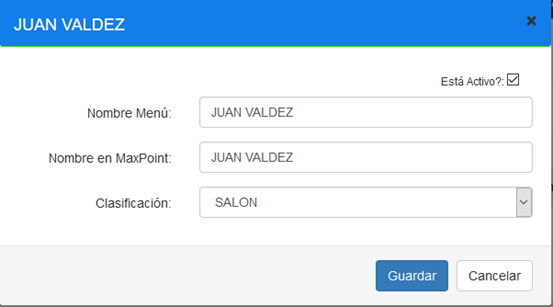 JUAN VALDEZ
Está Activo?:
Nombre Menú: JUAN VALDEZ
Nombre en MaxPoint: JUAN VALDEZ
Clasificación: SALON
Guardar Cancelar